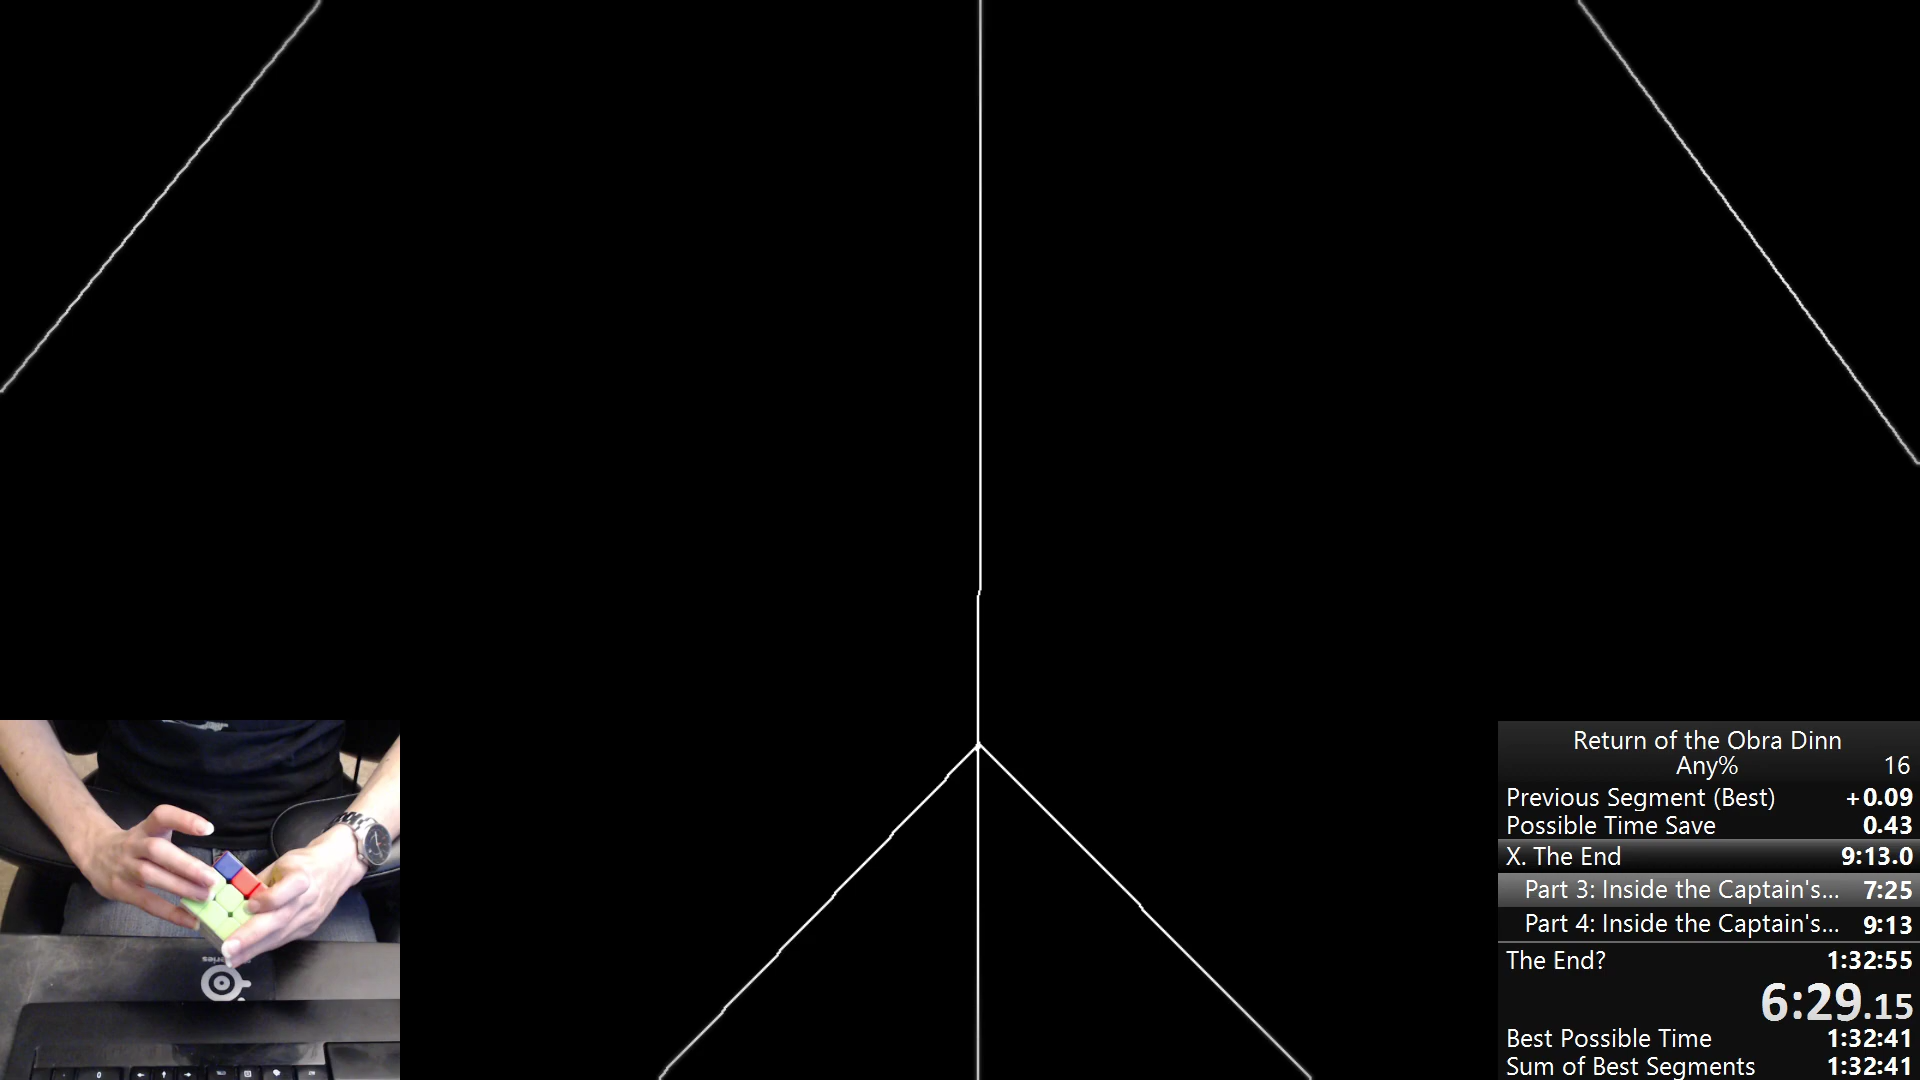 Return of the Obra Dinn
Any% 16
Previous Segment (Best) +0.09
Possible Time Save 0.43
X. The End 9:13.0
Part 3: Inside the Captain's... 7:25
Part 4: Inside the Captain's... 9:13
The End? 1:32:55
6:29.15
Best Possible Time 1:32:41
Sum of Best Segments 1:32:41